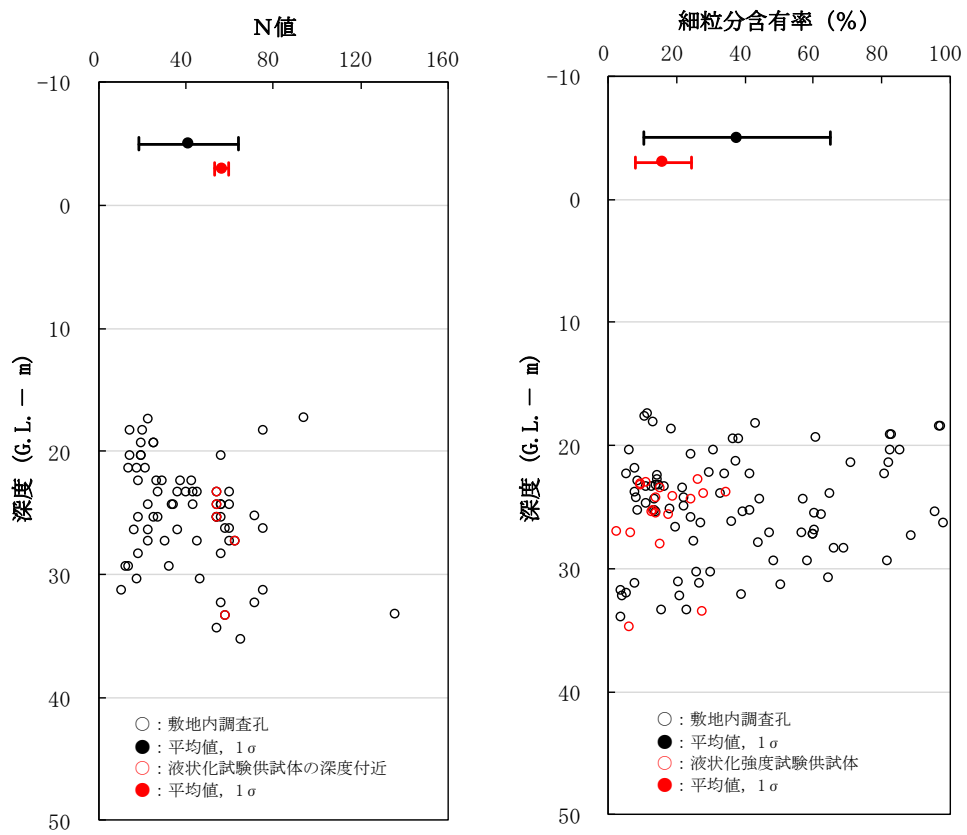 N値
0 40 80 120 160
-10
0
10
20
30
40
50
深度 (G.L. - m)
○：敷地内調査孔
●：平均値，1σ
○：液状化試験供試体の深度付近
●：平均値，1σ
細粒分含有率 (%)
0 20 40 60 80 100
-10
0
10
20
30
40
50
深度 (G.L. - m)
○：敷地内調査孔
●：平均値，1σ
○：液状化強度試験供試体
●：平均値，1σ